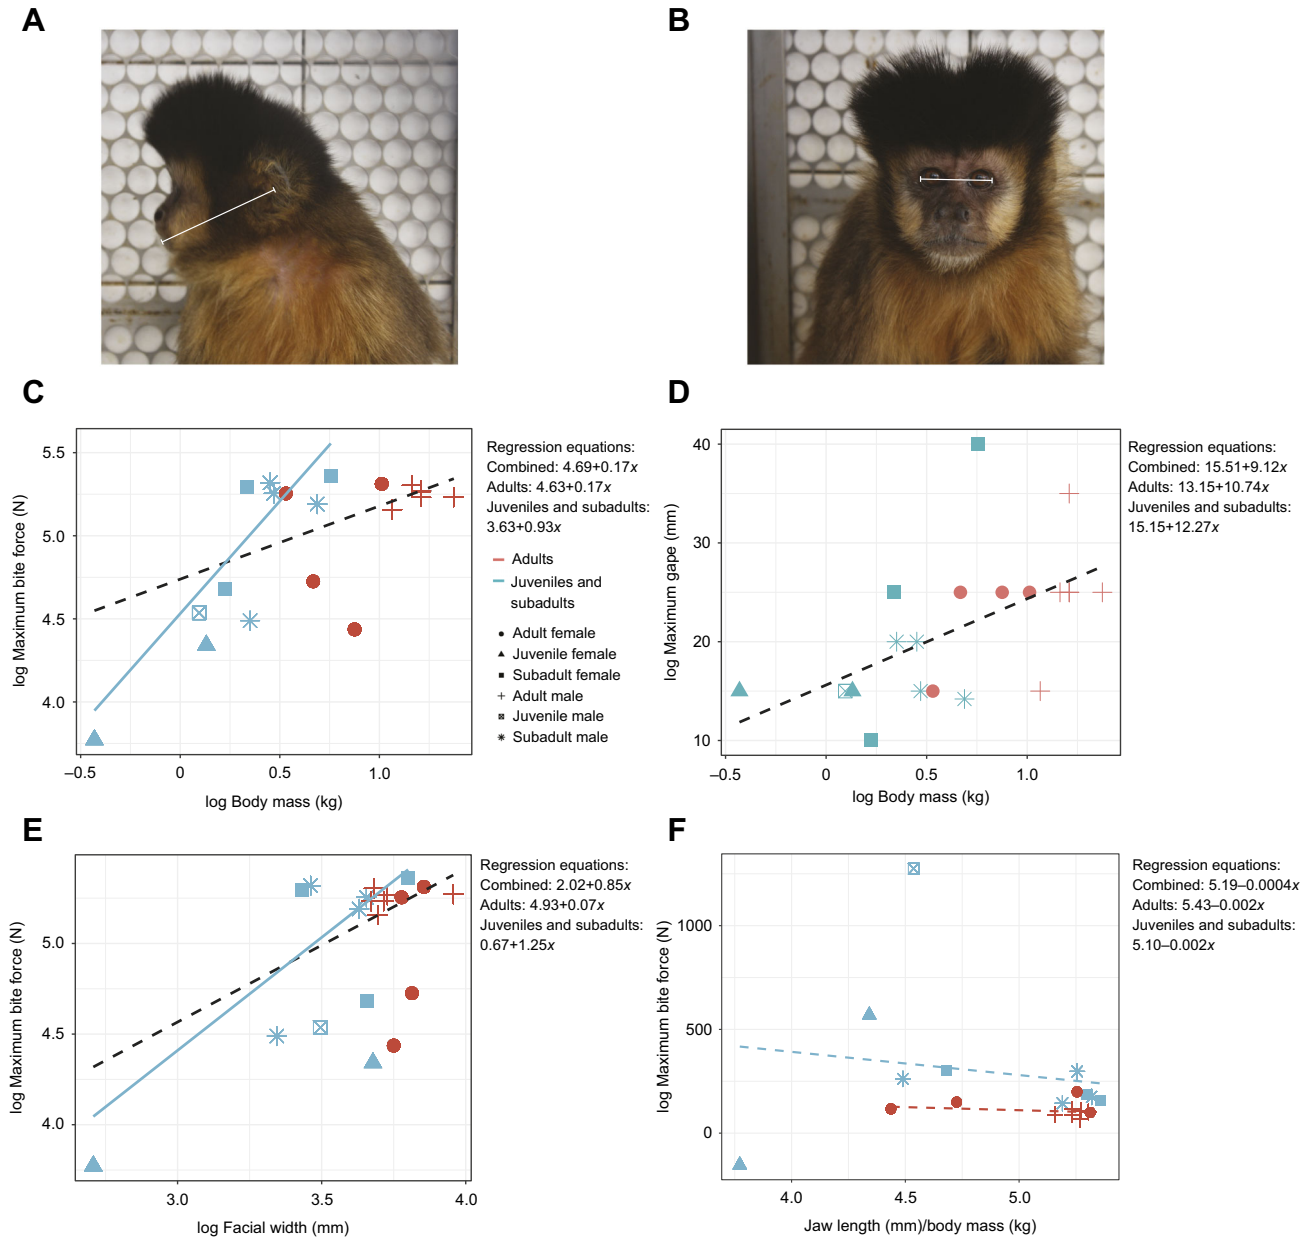 A
B
C
5.5
5.0
4.5
4.0
–0.5
0
0.5
1.0
log Maximum bite force (N)
log Body mass (kg)
Regression equations:
Combined: 4.69+0.17x
Adults: 4.63+0.17x
Juveniles and subadults:
3.63+0.93x
Adults
Juveniles and
subadults
Adult female
Juvenile female
Subadult female
Adult male
Juvenile male
Subadult male
D
40
30
20
10
–0.5
0
0.5
1.0
log Maximum gape (mm)
log Body mass (kg)
Regression equations:
Combined: 15.51+9.12x
Adults: 13.15+10.74x
Juveniles and subadults:
15.15+12.27x
E
5.0
4.5
4.0
3.0
3.5
4.0
log Maximum bite force (N)
log Facial width (mm)
Regression equations:
Combined: 2.02+0.85x
Adults: 4.93+0.07x
Juveniles and subadults:
0.67+1.25x
F
1000
500
0
4.0
4.5
5.0
log Maximum bite force (N)
Jaw length (mm)/body mass (kg)
Regression equations:
Combined: 5.19–0.0004x
Adults: 5.43–0.002x
Juveniles and subadults:
5.10–0.002x